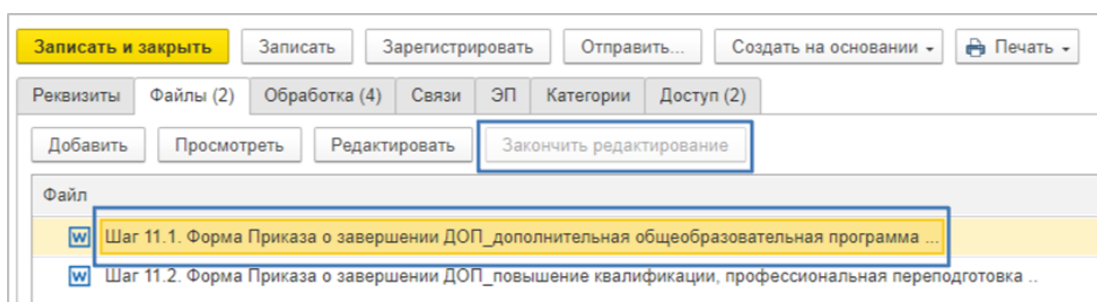 Записать и закрыть Записать Зарегистрировать Отправить... Создать на основании Печать
Реквизиты Файлы (2) Обработка (4) Связи ЭП Категории Доступ (2)
Добавить Просмотреть Редактировать Закончить редактирование
Файл
W Шаг 11.1. Форма Приказа о завершении ДОП_дополнительная общеобразовательная программа ...
W Шаг 11.2. Форма Приказа о завершении ДОП_повышение квалификации, профессиональная переподготовка ..